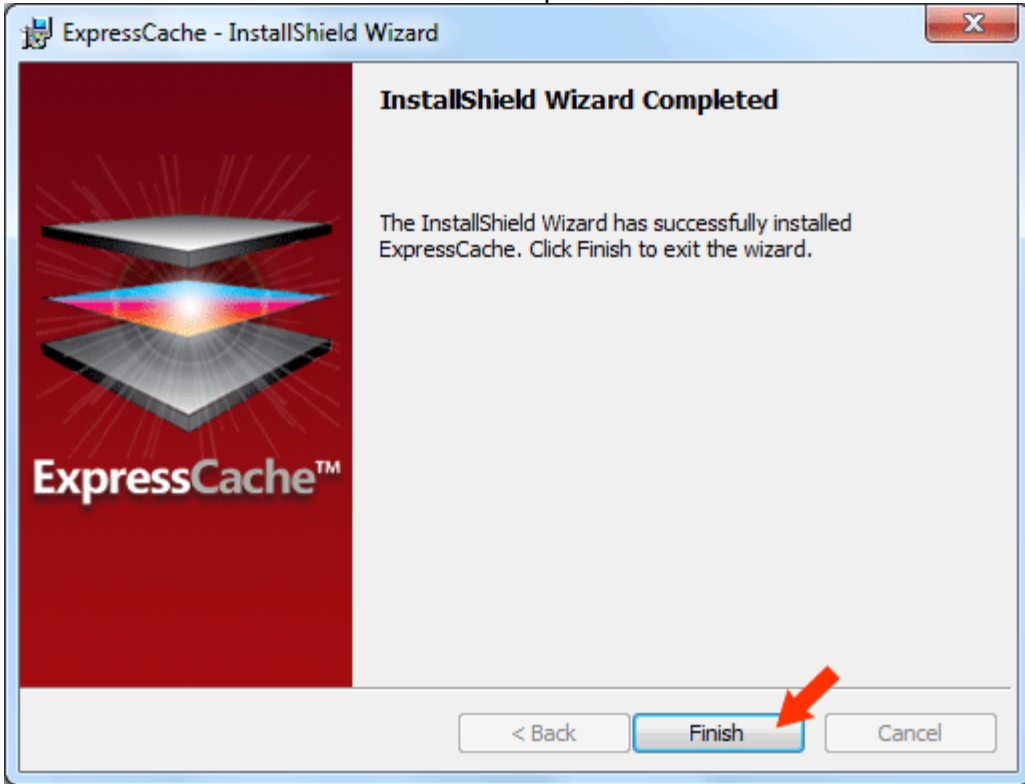 ExpressCache - InstallShield Wizard
X
InstallShield Wizard Completed
The InstallShield Wizard has successfully installed
ExpressCache. Click Finish to exit the wizard.
ExpressCache™
< Back
Finish
Cancel